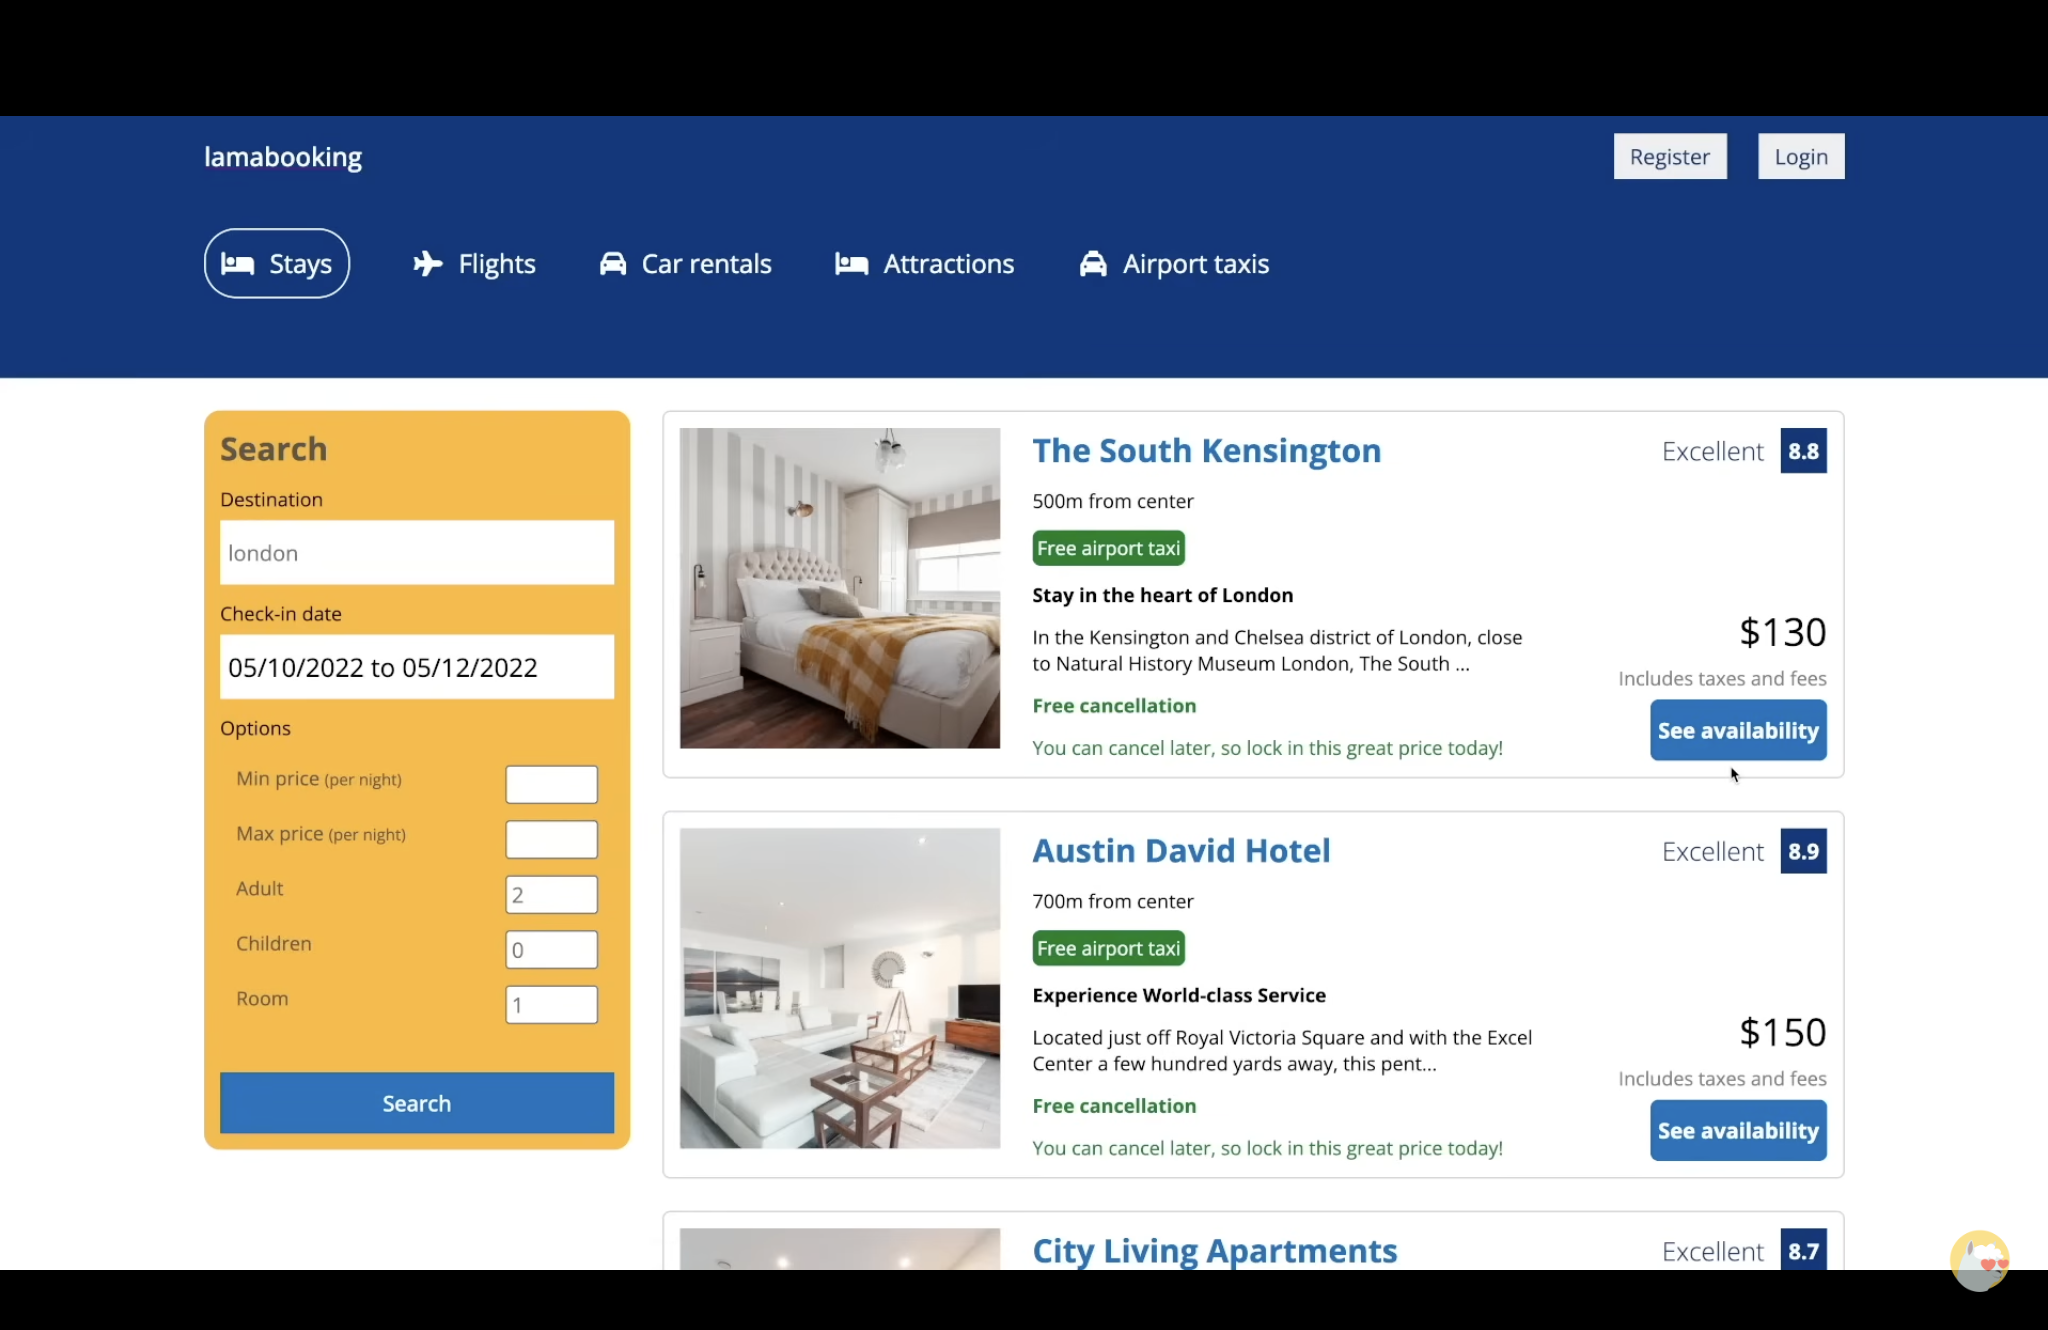 lamabooking
Register
Login
Stays
Flights
Car rentals
Attractions
Airport taxis
Search
Destination
london
Check-in date
05/10/2022 to 05/12/2022
Options
Min price (per night)
Max price (per night)
Adult
2
Children
0
Room
1
Search
The South Kensington
Excellent
8.8
500m from center
Free airport taxi
Stay in the heart of London
In the Kensington and Chelsea district of London, close
to Natural History Museum London, The South ...
Free cancellation
You can cancel later, so lock in this great price today!
$130
Includes taxes and fees
See availability
Austin David Hotel
Excellent
8.9
700m from center
Free airport taxi
Experience World-class Service
Located just off Royal Victoria Square and with the Excel
Center a few hundred yards away, this pent...
Free cancellation
You can cancel later, so lock in this great price today!
$150
Includes taxes and fees
See availability
City Living Apartments
Excellent
8.7